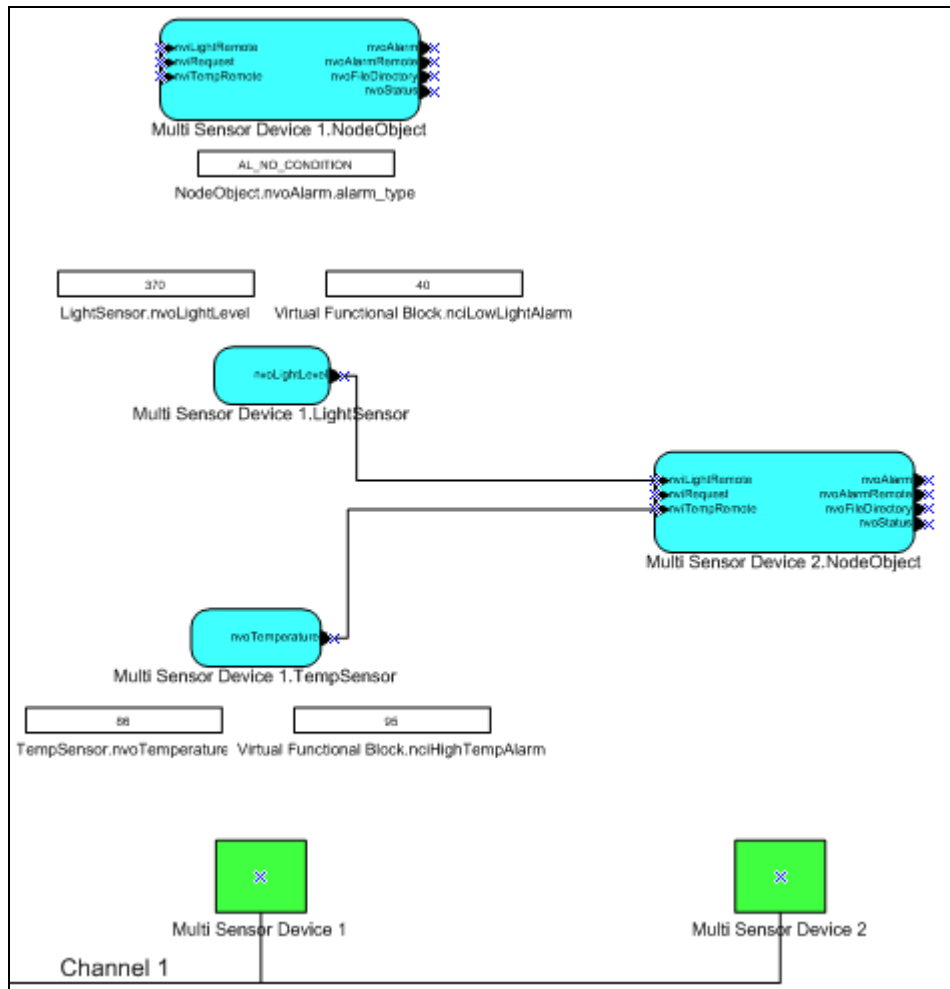 nviLightRemote nvoAlarm
nviRequest nvoAlarmRemote
nviTempRemote nvoFileDirectory
nvoStatus
Multi Sensor Device 1.NodeObject
AL_NO_CONDITION
NodeObject.nvoAlarm.alarm_type
370 40
LightSensor.nvoLightLevel Virtual Functional Block.nciLowLightAlarm
nvoLightLevel
Multi Sensor Device 1.LightSensor
nviLightRemote nvoAlarm
nviRequest nvoAlarmRemote
nviTempRemote nvoFileDirectory
nvoStatus
Multi Sensor Device 2.NodeObject
nvoTemperature
Multi Sensor Device 1.TempSensor
86 95
TempSensor.nvoTemperature Virtual Functional Block.nciHighTempAlarm
Multi Sensor Device 1 Multi Sensor Device 2
Channel 1